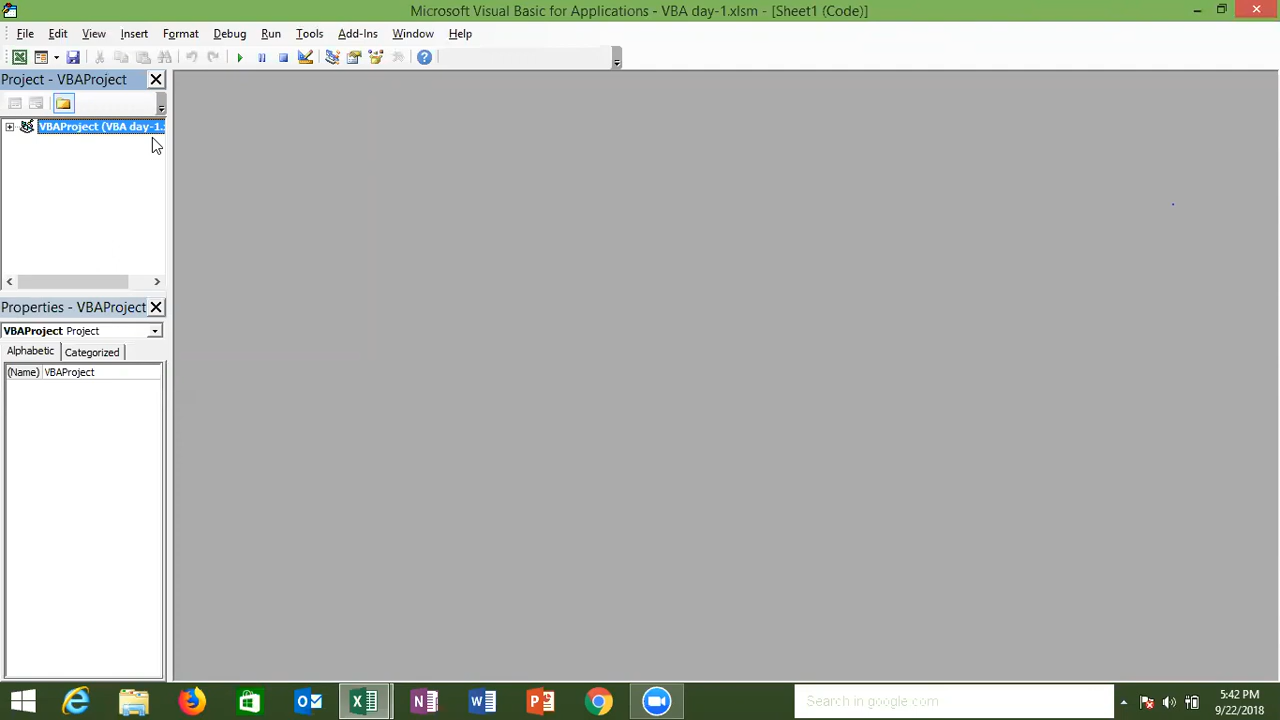 Microsoft Visual Basic for Applications - VBA day-1.xlsm - [Sheet1 (Code)]
File Edit View Insert Format Debug Run Tools Add-Ins Window Help
Project - VBAProject
VBAProject (VBA day-1.
Properties - VBAProject
VBAProject Project
Alphabetic Categorized
(Name) VBAProject
Search in google com
5:42 PM
9/22/2018